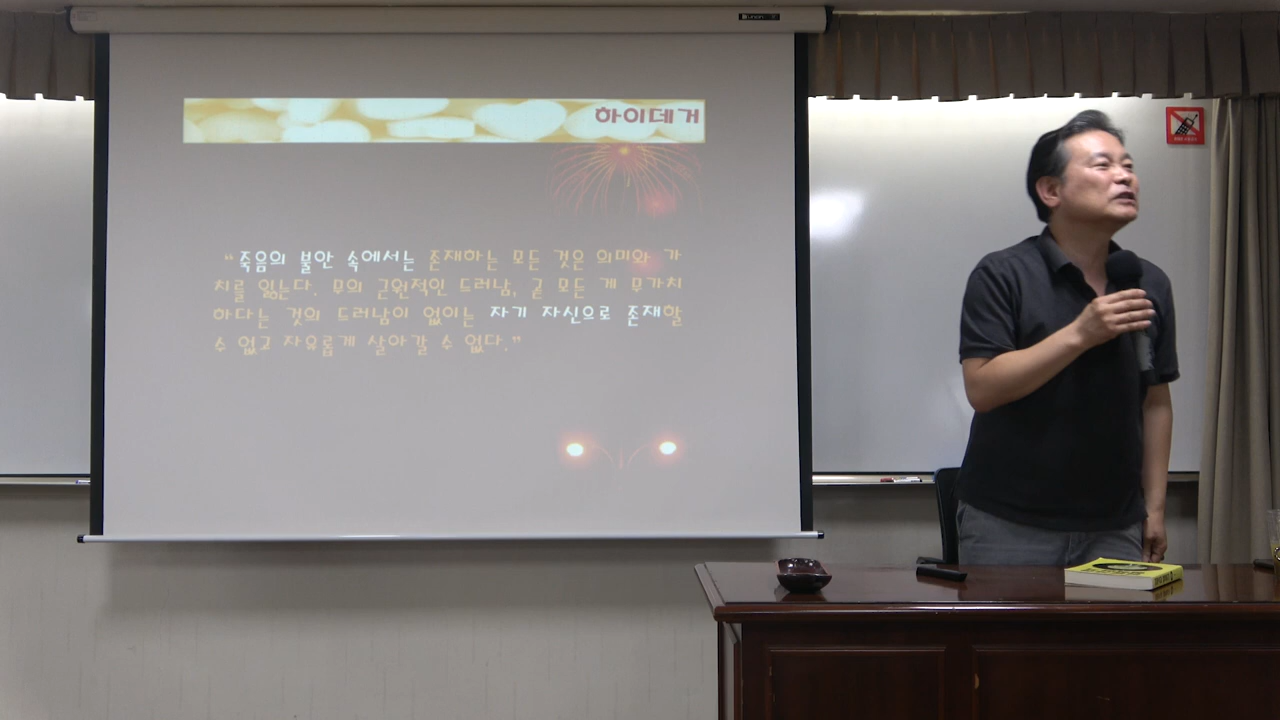 하이데거
“죽음의 불안 속에서는 존재하는 모든 것은 의미와 가
치를 잃는다. 무의 근원적인 드러남, 곧 모든 게 무가치
하다는 것의 드러남이 없이는 자기 자신으로 존재할
수 없고 자유롭게 살아갈 수 없다.”